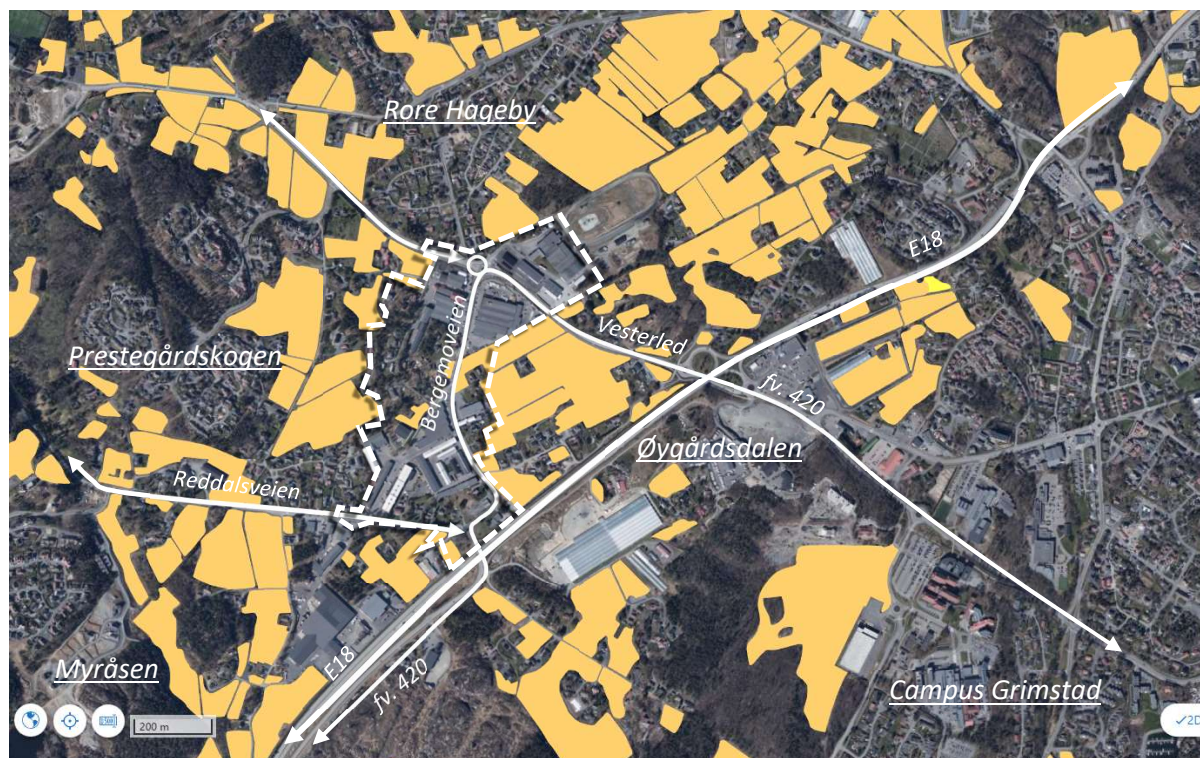 Rore Hageby
E18
Vesterled
Bergemoveien
Prestegårdskogen
fv. 420
Øygårdsdalen
Reddalsveien
E18
fv. 420
Myråsen
Campus Grimstad
200 m
2D